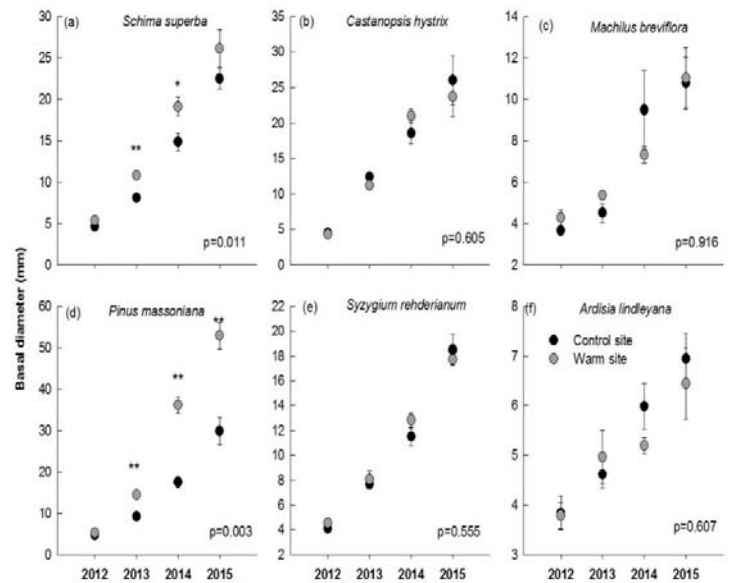 (a) Schima superba
30
25
20
15
10
5
0
**
*
p=0.011
(b) Castanopsis hystrix
35
30
25
20
15
10
5
0
p=0.605
(c) Machilus breviflora
14
12
10
8
6
4
2
p=0.916
Basal diameter (mm)
(d) Pinus massoniana
60
50
40
30
20
10
0
**
**
**
p=0.003
2012 2013 2014 2015
(e) Syzygium rehderianum
22
20
18
16
14
12
10
8
6
4
2
p=0.555
2012 2013 2014 2015
(f) Ardisia lindleyana
8
7
6
5
4
3
Control site
Warm site
p=0.607
2012 2013 2014 2015